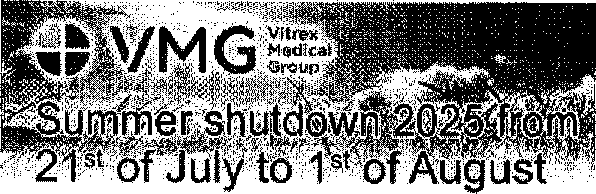 VMG
Vitrex
Medical
Group
Summer shutdown 2025 from
21st of July to 1st of August